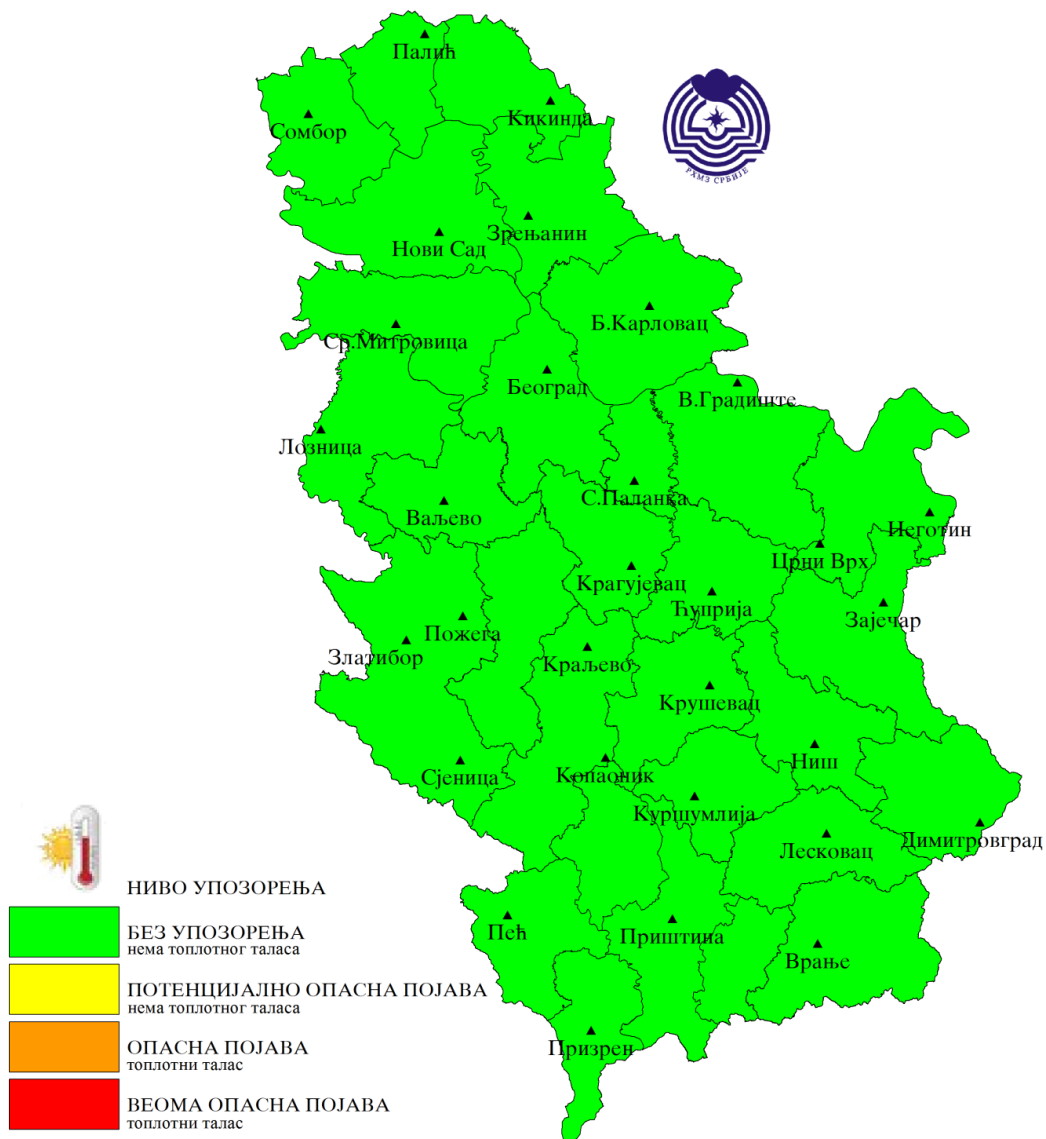 Палић
Кикинда
Сомбор
РХМЗ СРБИЈЕ
Зрењанин
Нови Сад
Б.Карловац
Ср.Митровица
Београд
В.Градиште
Лозница
С.Паланка
Ваљево
Неготин
Црни Врх
Крагујевац
Ћуприја
Зајечар
Пожега
Златибор
Краљево
Крушевац
Сјеница
Копаоник
Ниш
Куршумлија
Димитровград
Лесковац
Пећ
Приштина
Врање
Призрен
НИВО УПОЗОРЕЊА
БЕЗ УПОЗОРЕЊА
нема топлотног таласа
ПОТЕНЦИЈАЛНО ОПАСНА ПОЈАВА
нема топлотног таласа
ОПАСНА ПОЈАВА
топлотни талас
ВЕОМА ОПАСНА ПОЈАВА
топлотни талас